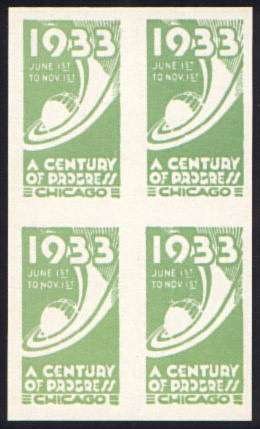 1933 1933
JUNE 1ST JUNE 1ST
TO NOV. 1ST TO NOV. 1ST
A CENTURY A CENTURY
OF PROGRESS OF PROGRESS
CHICAGO CHICAGO
1933 1933
JUNE 1ST JUNE 1ST
TO NOV. 1ST TO NOV. 1ST
A CENTURY A CENTURY
OF PROGRESS OF PROGRESS
CHICAGO CHICAGO